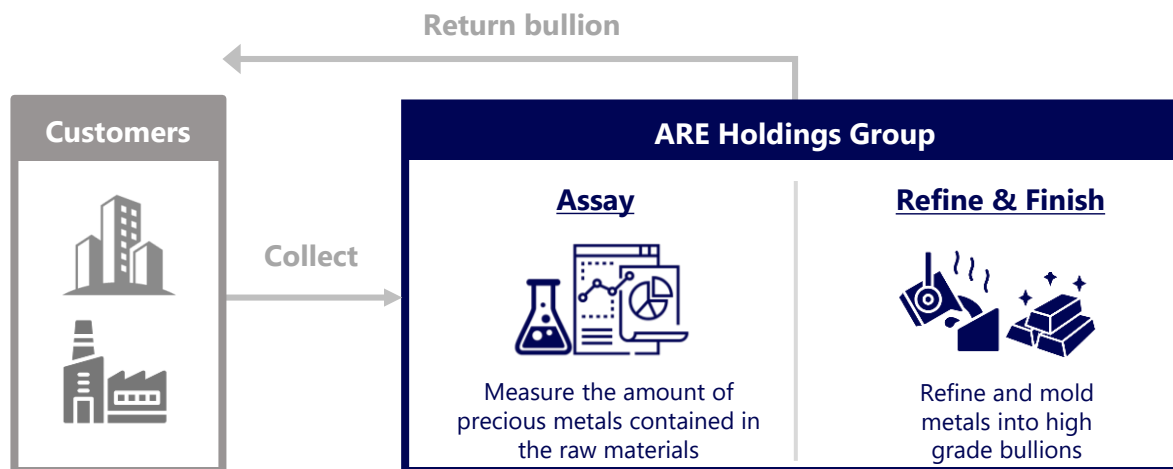 Return bullion
Customers
ARE Holdings Group
Collect
Assay
Measure the amount of
precious metals contained in
the raw materials
Refine & Finish
Refine and mold
metals into high
grade bullions